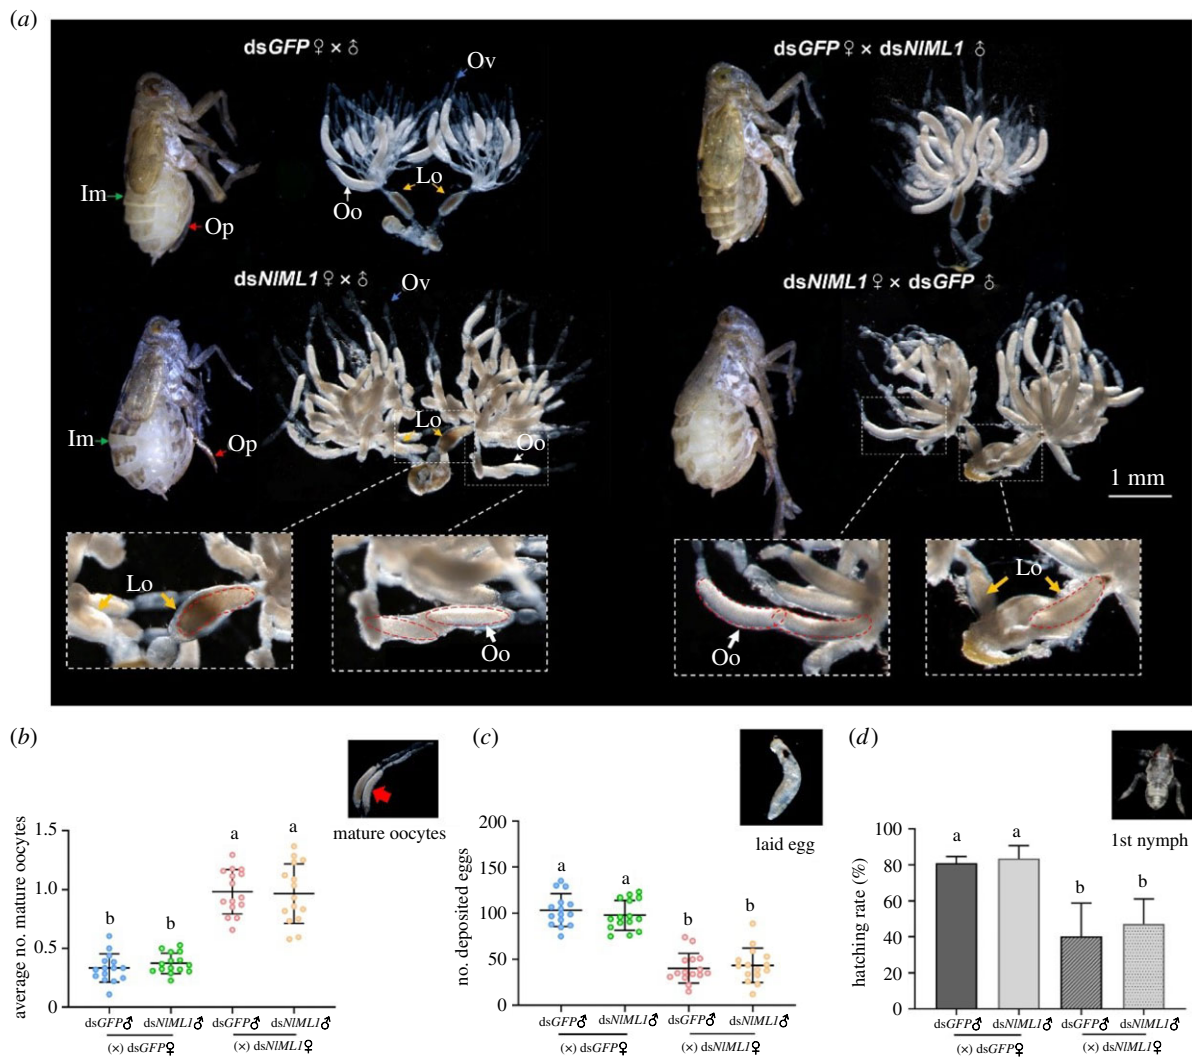 (a)
dsGFP♀ × ♂
dsGFP♀ × dsNlML1 ♂
Ov
Im
Lo
Oo
Op
dsNlML1♀ × ♂
dsNlML1♀ × dsGFP ♂
Ov
Im
Lo
Op
Oo
1 mm
Lo
Oo
Oo
Lo
(b)
mature oocytes
average no. mature oocytes
1.5
1.0
0.5
0
b
b
a
a
dsGFP♂
dsNlML1♂
dsGFP♂
dsNlML1♂
(×) dsGFP♀
(×) dsNlML1♀
(c)
laid egg
no. deposited eggs
200
150
100
50
0
a
a
b
b
dsGFP♂
dsNlML1♂
dsGFP♂
dsNlML1♂
(×) dsGFP♀
(×) dsNlML1♀
(d)
1st nymph
hatching rate (%)
100
80
60
40
20
0
a
a
b
b
dsGFP♂
dsNlML1♂
dsGFP♂
dsNlML1♂
(×) dsGFP♀
(×) dsNlML1♀